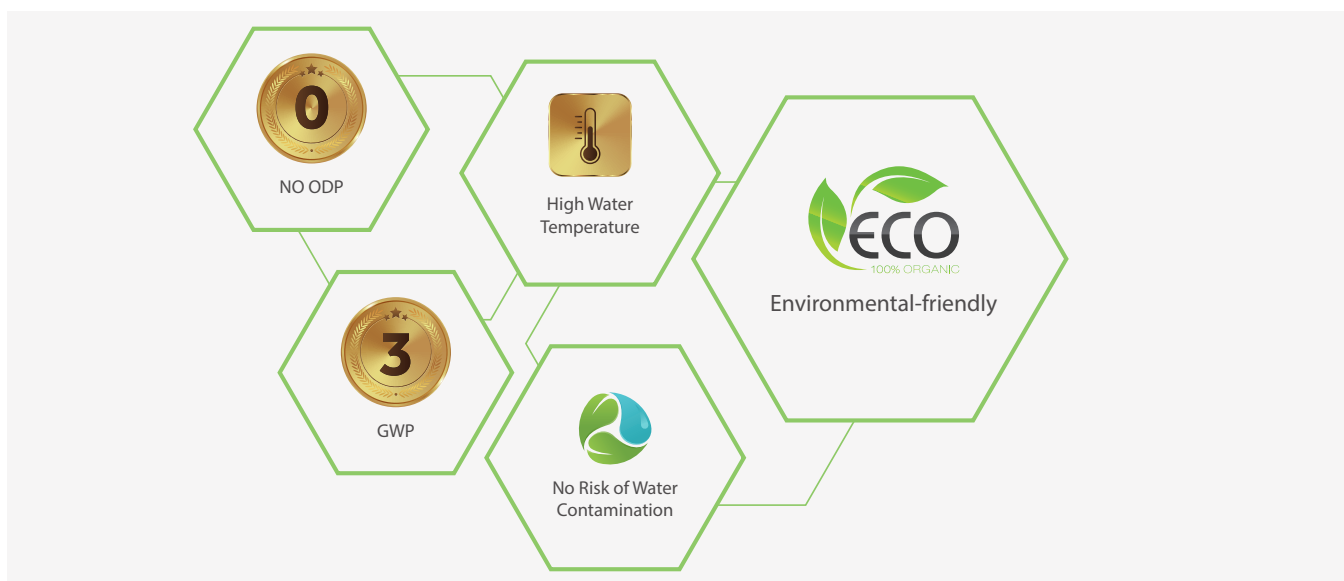 0
NO ODP
High Water
Temperature
ECO
100% ORGANIC
Environmental-friendly
3
GWP
No Risk of Water
Contamination